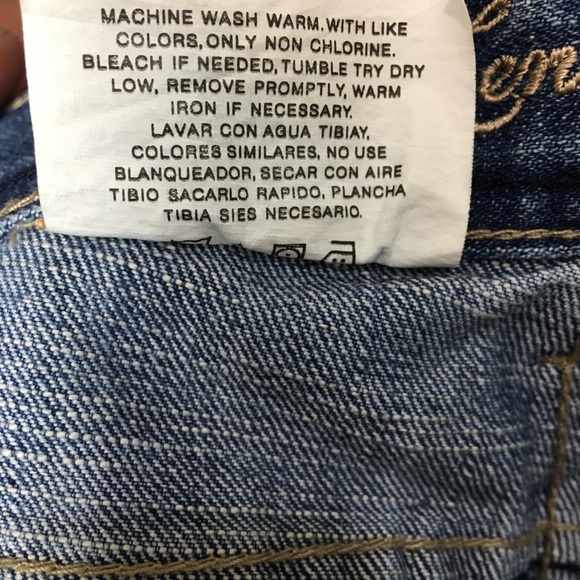 MACHINE WASH WARM.WITH LIKE
COLORS, ONLY NON CHLORINE.
BLEACH IF NEEDED, TUMBLE TRY DRY
LOW, REMOVE PROMPTLY, WARM
IRON IF NECESSARY.
LAVAR CON AGUA TIBIAY,
COLORES SIMILARES, NO USE
BLANQUEADOR, SECAR CON AIRE
TIBIO SACARLO RAPIDO, PLANCHA
TIBIA SIES NECESARIO.